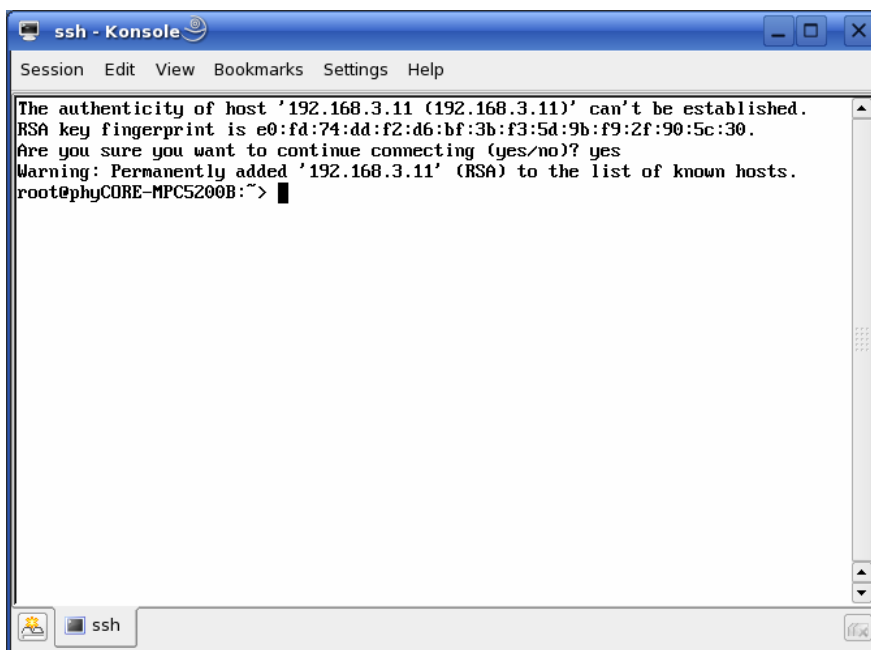 ssh - Konsole
Session Edit View Bookmarks Settings Help
The authenticity of host '192.168.3.11 (192.168.3.11)' can't be established.
RSA key fingerprint is e0:fd:74:dd:f2:d6:bf:3b:f3:5d:9b:f9:2f:90:5c:30.
Are you sure you want to continue connecting (yes/no)? yes
Warning: Permanently added '192.168.3.11' (RSA) to the list of known hosts.
root@phyCORE-MPC5200B:~>
ssh